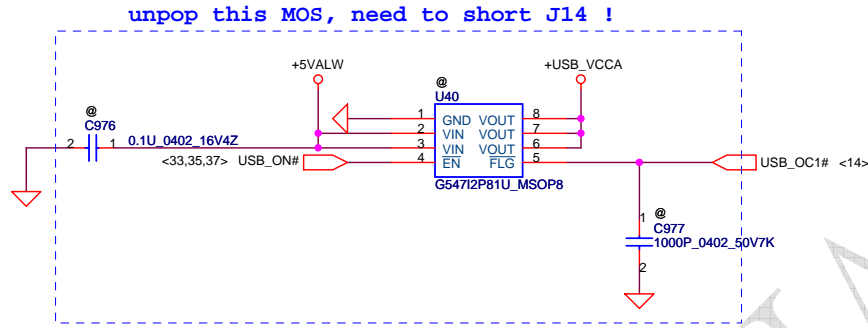 unpop this MOS, need to short J14 !
+5VALW
+USB_VCCA
@
U40
@
C976
2
1
0.1U_0402_16V4Z
1 GND VOUT 8
2 VIN VOUT 7
3 VIN VOUT 6
4 EN FLG 5
<33,35,37> USB_ON#
USB_OC1# <14>
G547I2P81U_MSOP8
1
@
C977
1000P_0402_50V7K
2